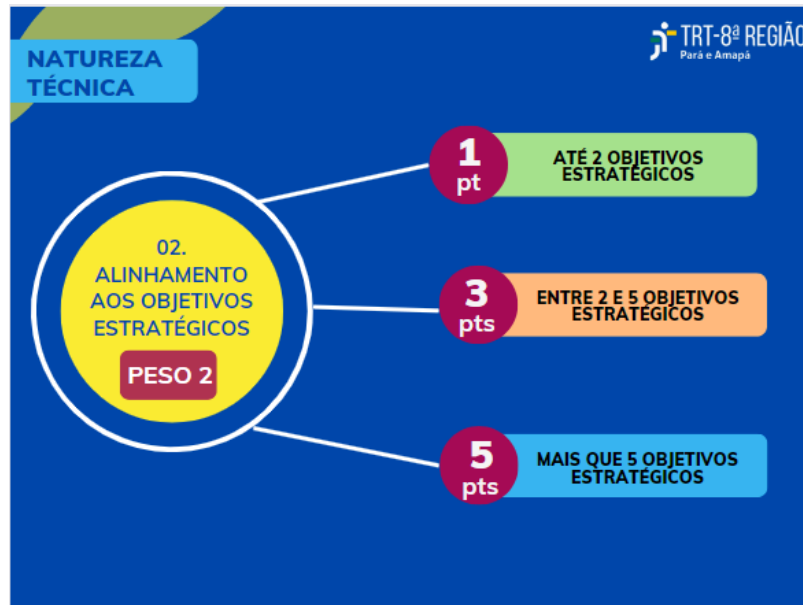 NATUREZA
TÉCNICA
TRT-8ª REGIÃO
Pará e Amapá
02.
ALINHAMENTO
AOS OBJETIVOS
ESTRATÉGICOS
PESO 2
1
pt
ATÉ 2 OBJETIVOS
ESTRATÉGICOS
3
pts
ENTRE 2 E 5 OBJETIVOS
ESTRATÉGICOS
5
pts
MAIS QUE 5 OBJETIVOS
ESTRATÉGICOS